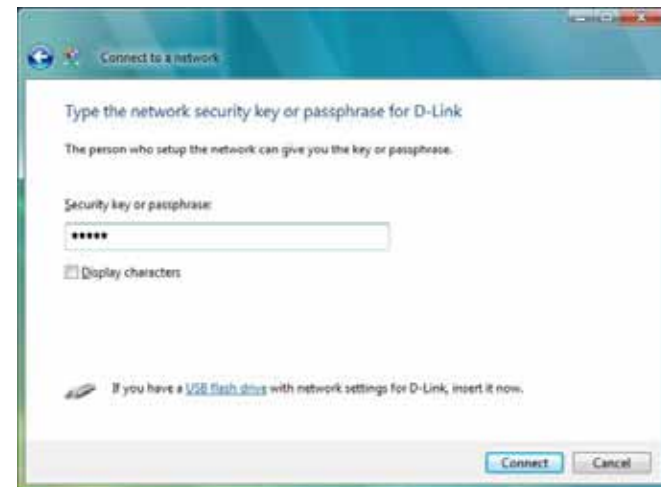 Connect to a network
Type the network security key or passphrase for D-Link
The person who setup the network can give you the key or passphrase.
Security key or passphrase:
•••••
Display characters
If you have a USB flash drive with network settings for D-Link, insert it now.
Connect Cancel